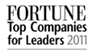 FORTUNE
Top Companies
for Leaders 2011